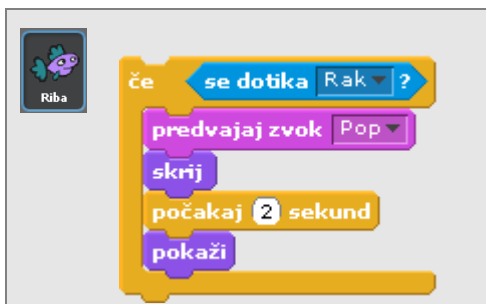 Riba
če se dotika Rak ?
predvajaj zvok Pop
skrij
počakaj 2 sekund
pokaži